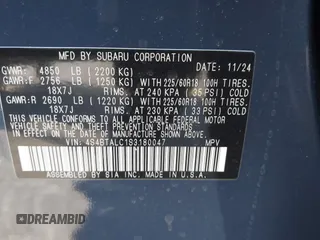 MFD BY SUBARU CORPORATION 11/24
GVWR: 4850 LB (2200 KG)
GAWR:F 2756 LB (1250 KG) WITH 225/60R18 100H TIRES,
18X7J RIMS, AT 240 KPA (35 PSI) COLD
GAWR:R 2690 LB (1220 KG) WITH 225/60R18 100H TIRES,
18X7J RIMS, AT 230 KPA (33 PSI) COLD
THIS VEHICLE CONFORMS TO ALL APPLICABLE
FEDERAL MOTOR VEHICLE SAFETY, BUMPER, AND THEFT
PREVENTION STANDARDS IN EFFECT ON THE DATE OF
MANUFACTURE SHOWN ABOVE.
VIN: 4S4BTALC1S3180047 MPV
ASSEMBLED BY SIA IN U.S.A.
DREAMBID
.COM